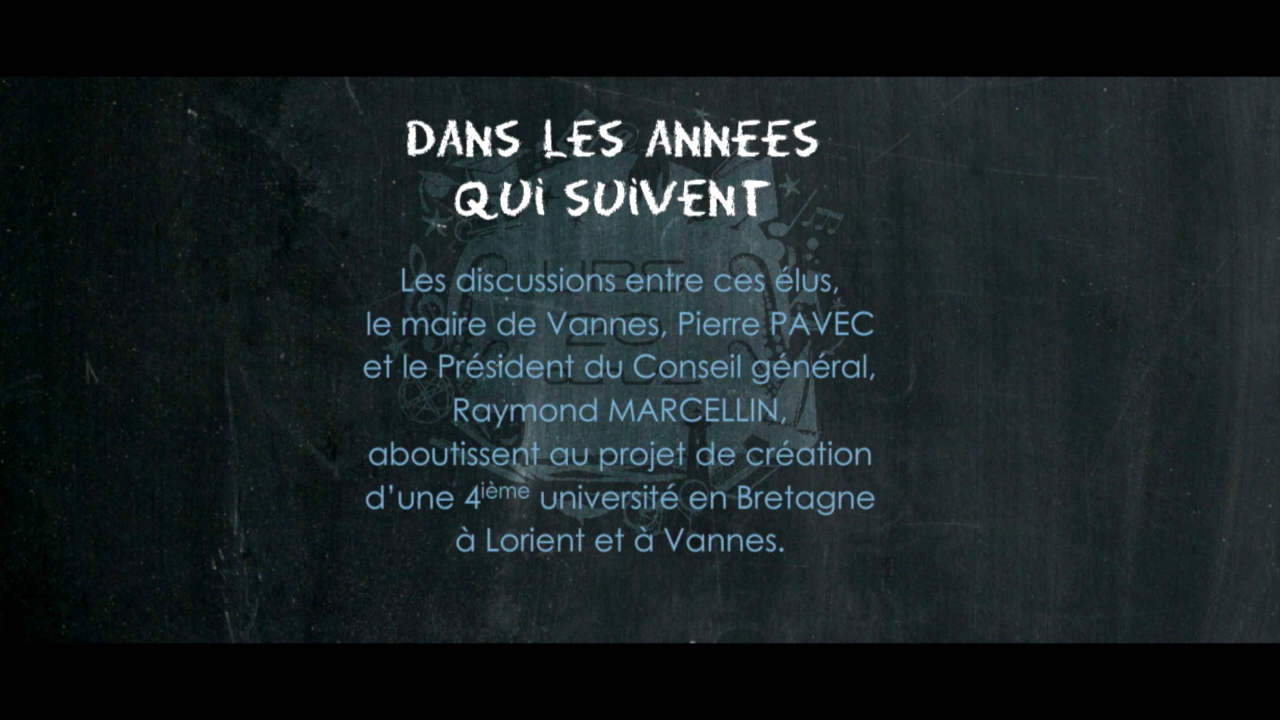 DANS LES ANNEES
QUi SUiVENT
Les discussions entre ces élus,
le maire de Vannes, Pierre PAVEC
et le Président du Conseil général,
Raymond MARCELLIN,
aboutissent au projet de création
d'une 4ième université en Bretagne
à Lorient et à Vannes.